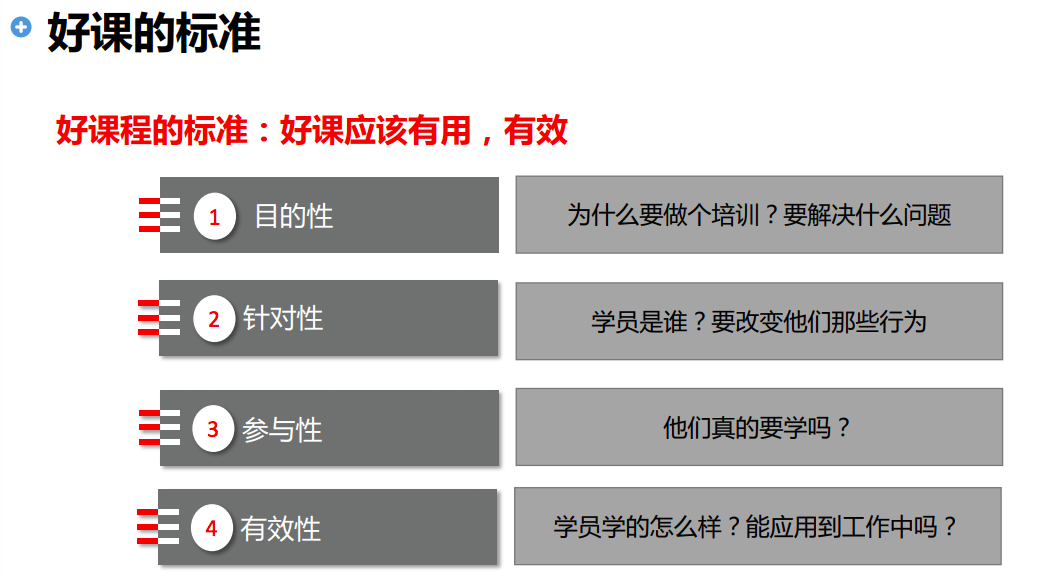 好课的标准
好课程的标准：好课应该有用，有效
1 目的性
为什么要做个培训？要解决什么问题
2 针对性
学员是谁？要改变他们那些行为
3 参与性
他们真的要学吗？
4 有效性
学员学的怎么样？能应用到工作中吗？